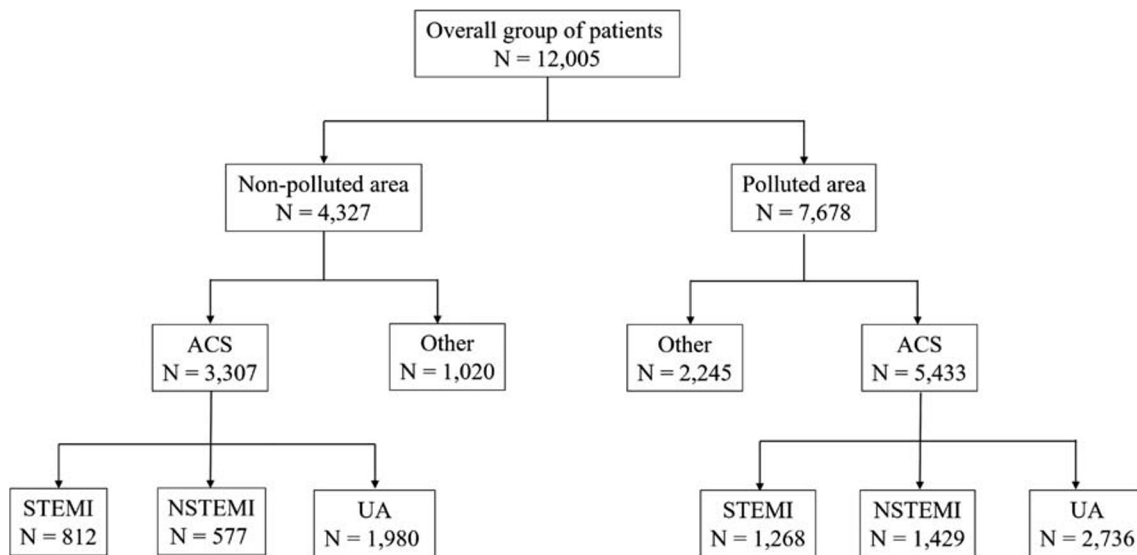 Overall group of patients
N = 12,005
Non-polluted area
N = 4,327
Polluted area
N = 7,678
ACS
N = 3,307
Other
N = 1,020
Other
N = 2,245
ACS
N = 5,433
STEMI
N = 812
NSTEMI
N = 577
UA
N = 1,980
STEMI
N = 1,268
NSTEMI
N = 1,429
UA
N = 2,736